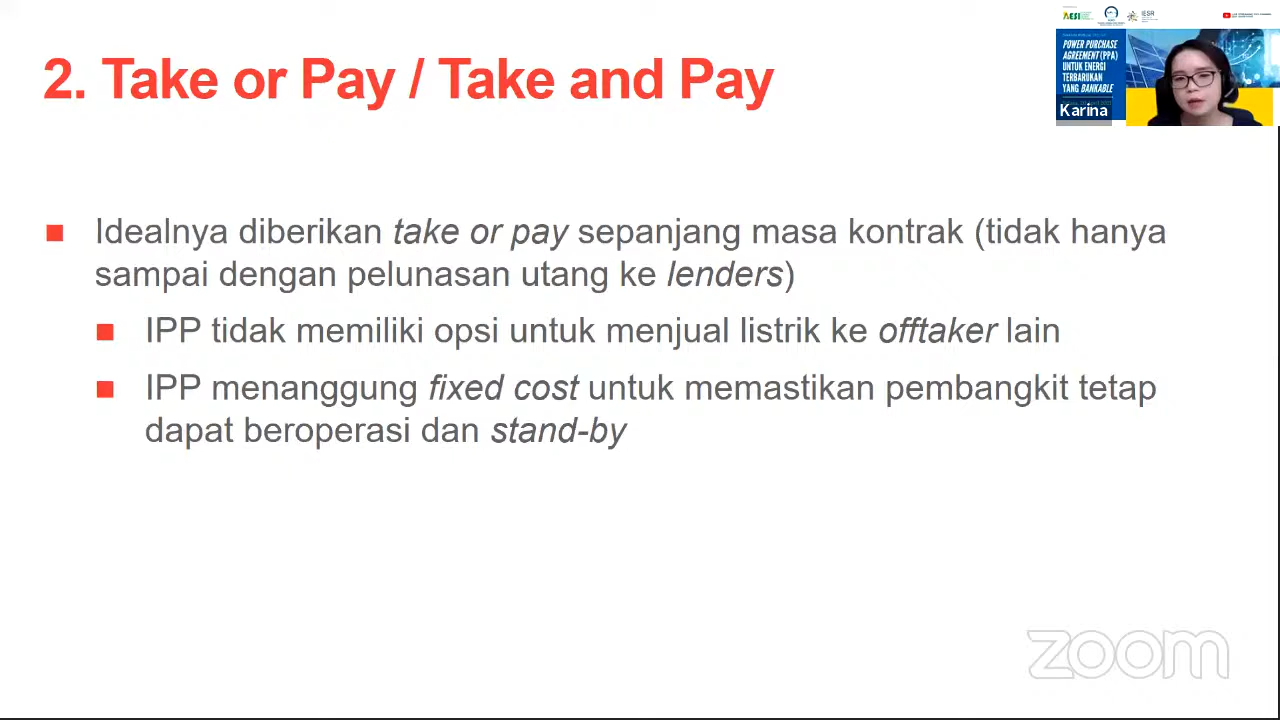 2. Take or Pay / Take and Pay
AESI
IESR
POWER PURCHASE
AGREEMENT (PPA)
UNTUK ENERGI
TERBARUKAN
YANG BANKABLE
Karina
■ Idealnya diberikan take or pay sepanjang masa kontrak (tidak hanya
sampai dengan pelunasan utang ke lenders)
■ IPP tidak memiliki opsi untuk menjual listrik ke offtaker lain
■ IPP menanggung fixed cost untuk memastikan pembangkit tetap
dapat beroperasi dan stand-by
zoom